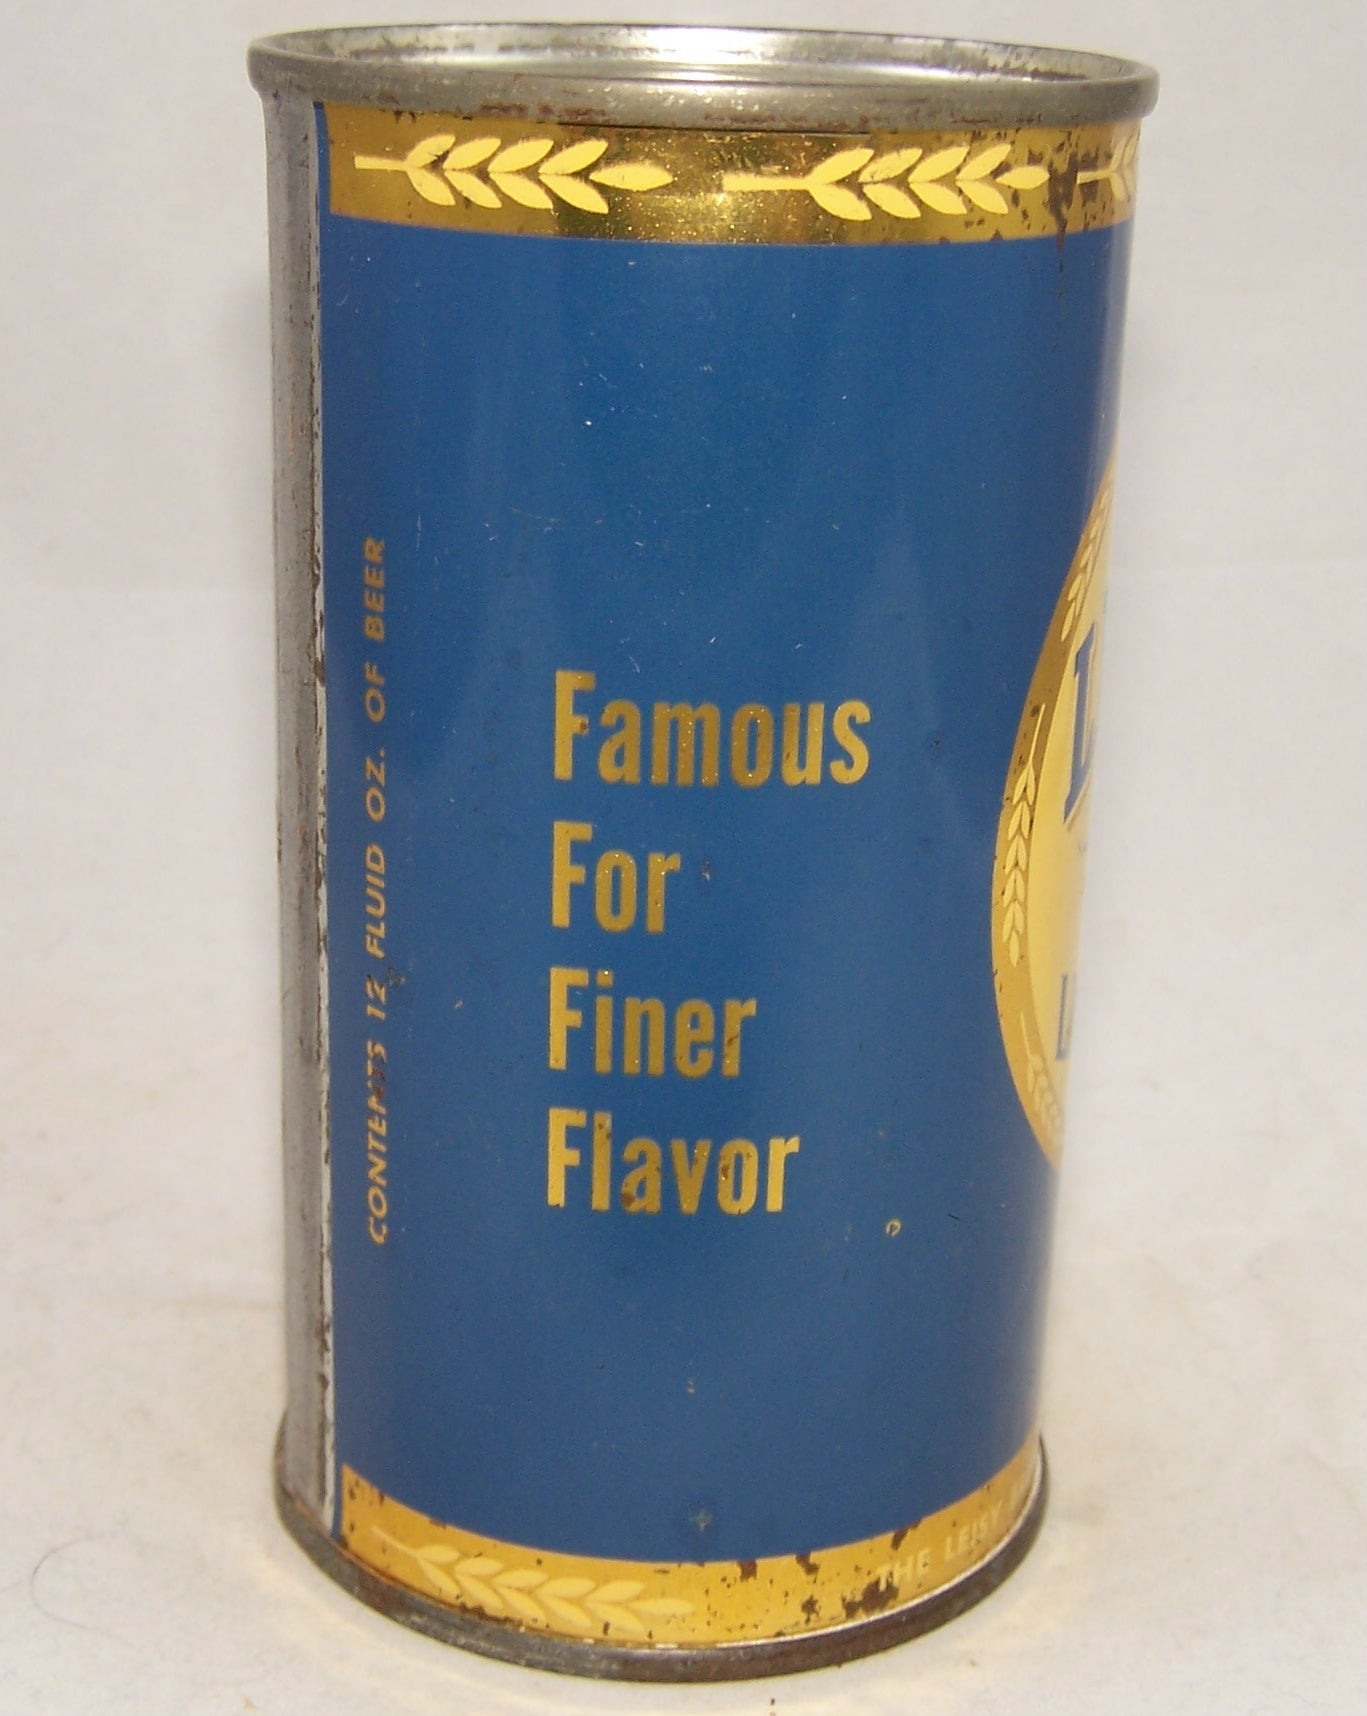 Famous
For
Finer
Flavor
CONTENTS 12 FLUID OZ. OF BEER
THE LEISY